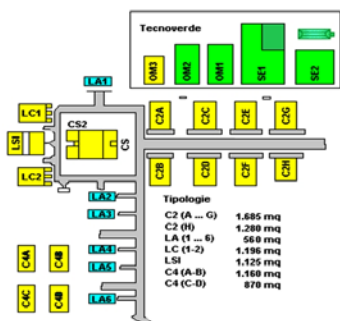 Tecnoverde
OM3
OM2
OM1
SE1
SE2
LA1
LC1
LSI
LC2
CS2
CS
C2A
C2C
C2E
C2G
C2B
C2D
C2F
C2H
LA2
LA3
LA4
LA5
LA6
C4A
C4B
C4C
C4D
Tipologie
C2 (A ... G) 1.685 mq
C2 (H) 1.280 mq
LA (1 ... 6) 560 mq
LC (1-2) 1.196 mq
LSI 1.125 mq
C4 (A-B) 1.160 mq
C4 (C-D) 870 mq